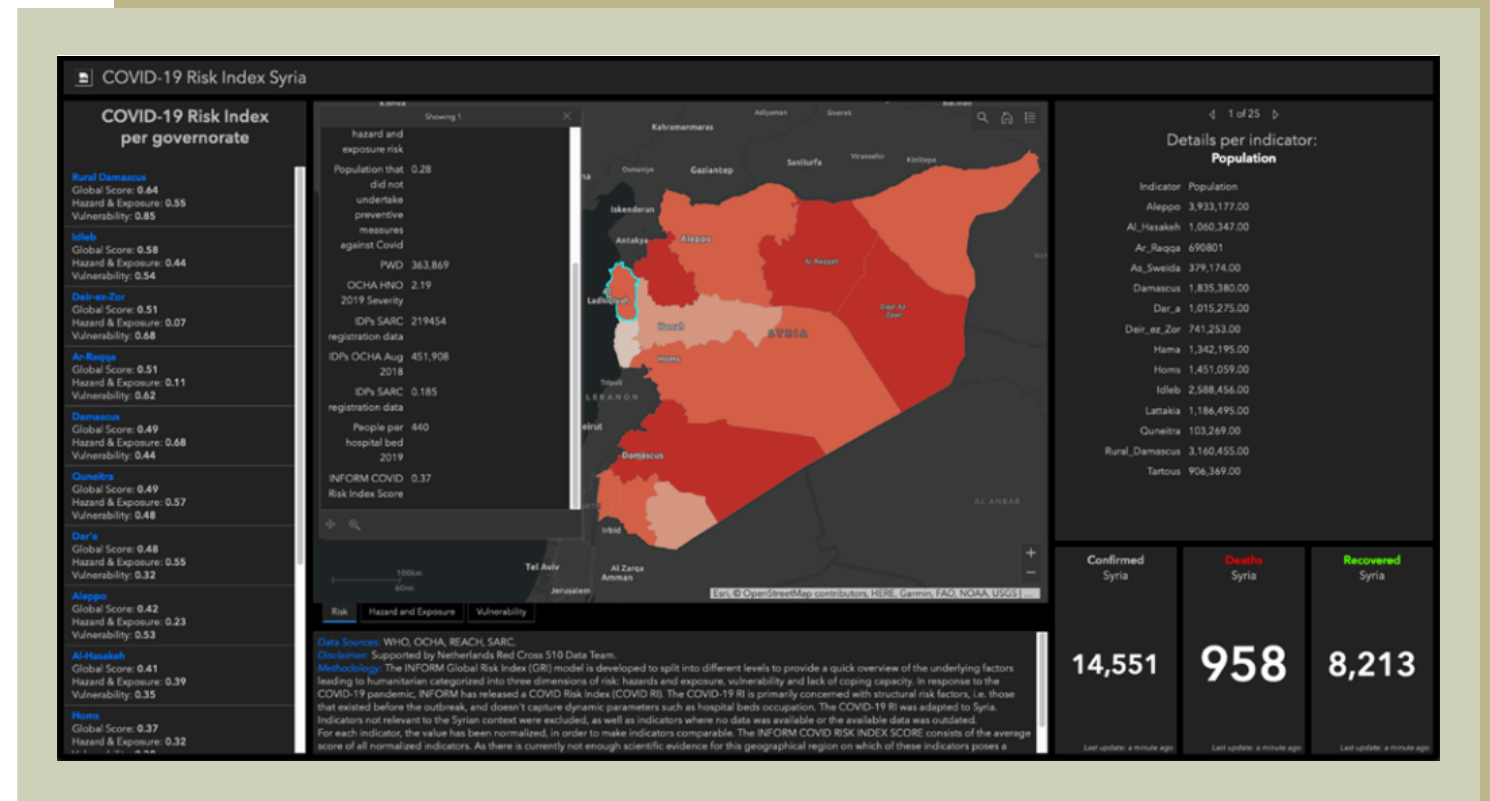 COVID-19 Risk Index Syria
COVID-19 Risk Index
per governorate
Rural Damascus
Global Score: 0.64
Hazard & Exposure: 0.55
Vulnerability: 0.85
Idleb
Global Score: 0.58
Hazard & Exposure: 0.44
Vulnerability: 0.54
Deir-ez-Zor
Global Score: 0.51
Hazard & Exposure: 0.07
Vulnerability: 0.68
Ar-Raqqa
Global Score: 0.51
Hazard & Exposure: 0.11
Vulnerability: 0.62
Damascus
Global Score: 0.49
Hazard & Exposure: 0.68
Vulnerability: 0.44
Quneitra
Global Score: 0.49
Hazard & Exposure: 0.57
Vulnerability: 0.48
Dar'a
Global Score: 0.48
Hazard & Exposure: 0.55
Vulnerability: 0.32
Aleppo
Global Score: 0.42
Hazard & Exposure: 0.23
Vulnerability: 0.53
Al-Hasakeh
Global Score: 0.41
Hazard & Exposure: 0.39
Vulnerability: 0.35
Homs
Global Score: 0.37
Hazard & Exposure: 0.32
Showing 1
hazard and
exposure risk
Population that 0.28
did not
undertake
preventive
measures
against Covid
PWD 363,869
OCHA HNO 2.19
2019 Severity
IDPs SARC 219454
registration data
IDPs OCHA Aug 451,908
2018
IDPs SARC 0.185
registration data
People per 440
hospital bed
2019
INFORM COVID 0.37
Risk Index Score
Adiyaman
Siverek
Kahramanmaras
Osmaniye
Gaziantep
Sanliurfa
Viransehir
Kiziltepe
Iskenderun
Antakya
Aleppo
Ar Raqqah
Ladhiqiyah
Deir Az
Zawr
Hamah
SYRIA
Homs
Tripoli
LEBANON
eirut
Damascus
AL ANBAR
Irbid
Tel Aviv
Al Zarqa
Amman
Jerusalem
100km
60mi
Esri, © OpenStreetMap contributors, HERE, Garmin, FAO, NOAA, USGS | ...
Risk
Hazard and Exposure
Vulnerability
Data Sources: WHO, OCHA, REACH, SARC.
Disclaimer: Supported by Netherlands Red Cross 510 Data Team.
Methodology: The INFORM Global Risk Index (GRI) model is developed to split into different levels to provide a quick overview of the underlying factors
leading to humanitarian categorized into three dimensions of risk: hazards and exposure, vulnerability and lack of coping capacity. In response to the
COVID-19 pandemic, INFORM has released a COVID Risk Index (COVID RI). The COVID-19 RI is primarily concerned with structural risk factors, i.e. those
that existed before the outbreak, and doesn't capture dynamic parameters such as hospital beds occupation. The COVID-19 RI was adapted to Syria.
Indicators not relevant to the Syrian context were excluded, as well as indicators where no data was available or the available data was outdated.
For each indicator, the value has been normalized, in order to make indicators comparable. The INFORM COVID RISK INDEX SCORE consists of the average
score of all normalized indicators. As there is currently not enough scientific evidence for this geographical region on which of these indicators poses a
1 of 25
Details per indicator:
Population
Indicator Population
Aleppo 3,933,177.00
Al_Hasakeh 1,060,347.00
Ar_Raqqa 690801
As_Sweida 379,174.00
Damascus 1,835,380.00
Dar_a 1,015,275.00
Deir_ez_Zor 741,253.00
Hama 1,342,195.00
Homs 1,451,059.00
Idleb 2,588,456.00
Lattakia 1,186,495.00
Quneitra 103,269.00
Rural_Damascus 3,160,455.00
Tartous 906,369.00
Confirmed
Syria
14,551
Last update: a minute ago
Deaths
Syria
958
Last update: a minute ago
Recovered
Syria
8,213
Last update: a minute ago